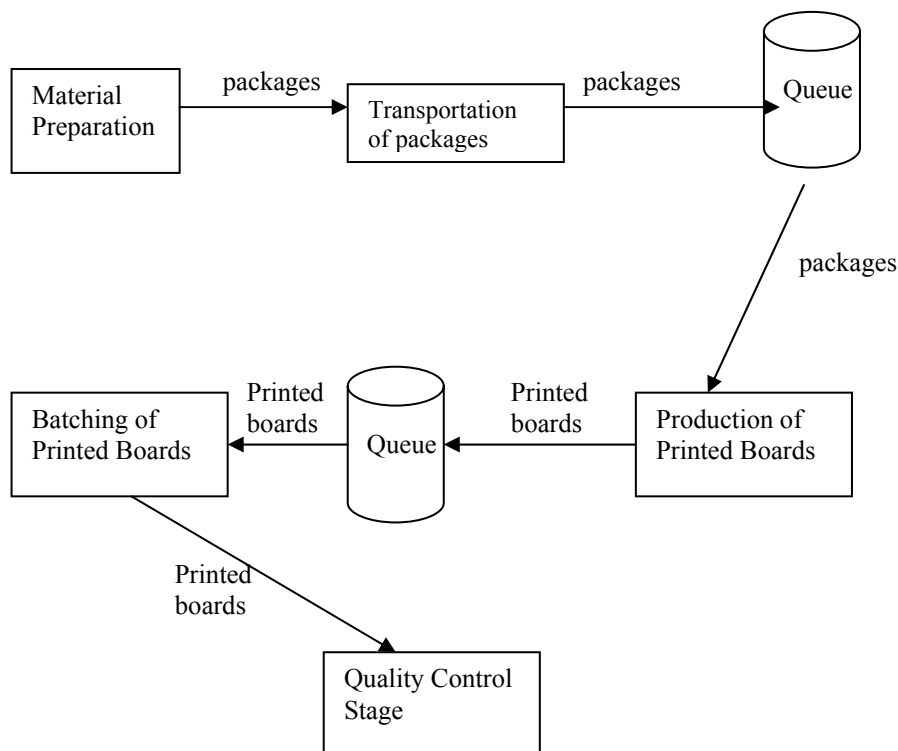 Material
Preparation
packages
Transportation
of packages
packages
Queue
packages
Production of
Printed Boards
Printed
boards
Queue
Printed
boards
Batching of
Printed Boards
Printed
boards
Quality Control
Stage